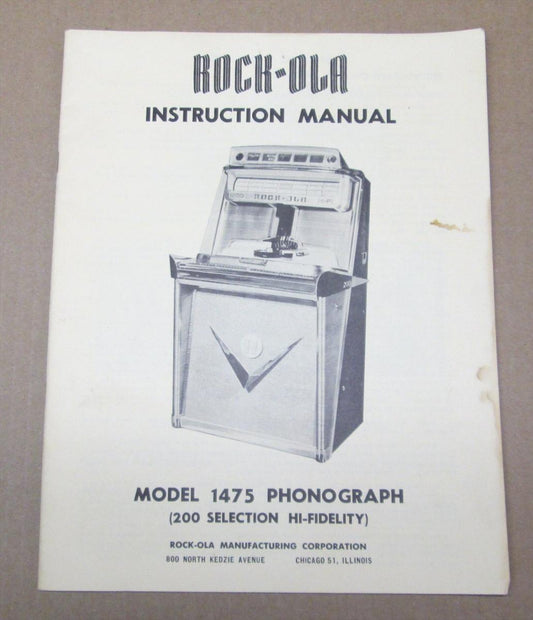 ROCK-OLA
INSTRUCTION MANUAL
ROCK-OLA
200
MODEL 1475 PHONOGRAPH
(200 SELECTION HI-FIDELITY)
ROCK-OLA MANUFACTURING CORPORATION
800 NORTH KEDZIE AVENUE CHICAGO 51, ILLINOIS